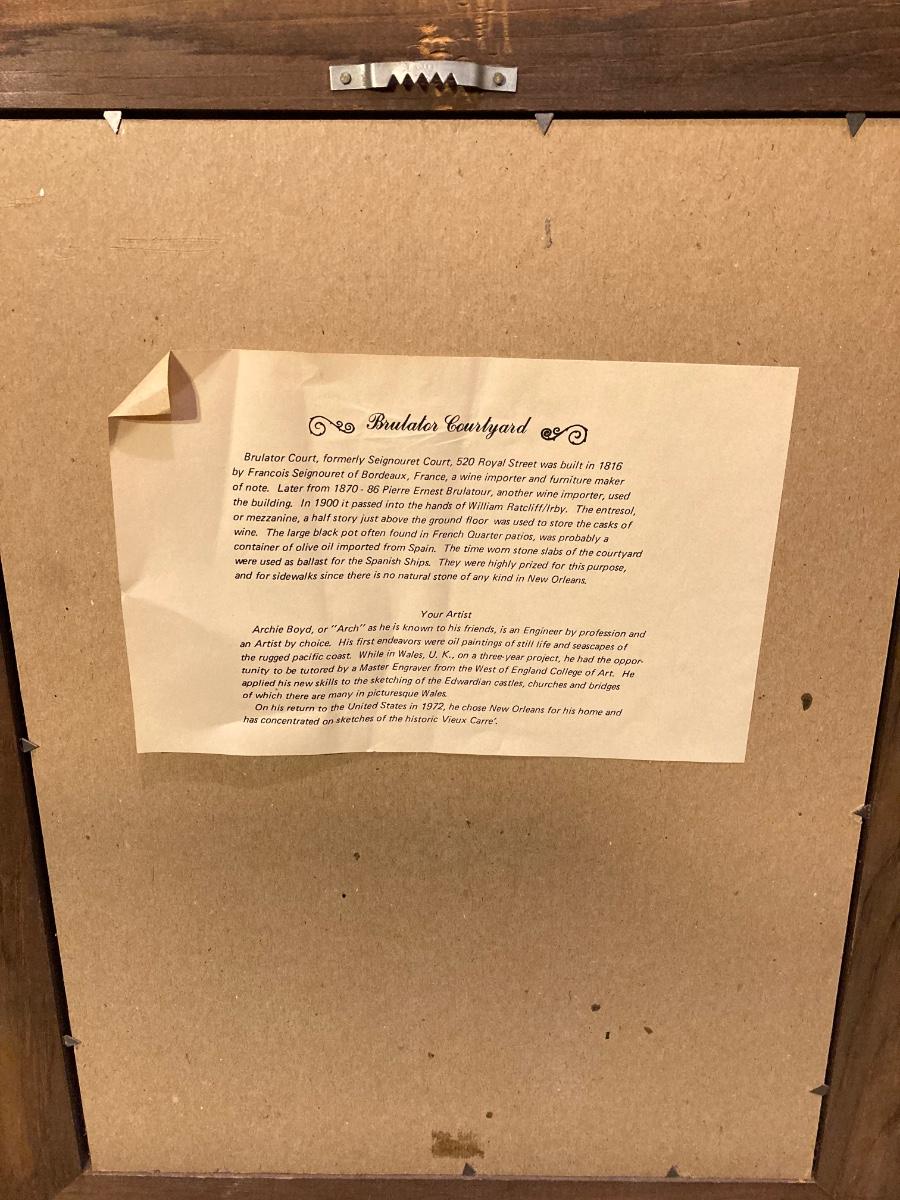 Brulator Courtyard
Brulator Court, formerly Seignouret Court, 520 Royal Street was built in 1816
by Francois Seignouret of Bordeaux, France, a wine importer and furniture maker
of note. Later from 1870 - 86 Pierre Ernest Brulatour, another wine importer, used
the building. In 1900 it passed into the hands of William Ratcliff/Irby. The entresol,
or mezzanine, a half story just above the ground floor was used to store the casks of
wine. The large black pot often found in French Quarter patios, was probably a
container of olive oil imported from Spain. The time worn stone slabs of the courtyard
were used as ballast for the Spanish Ships. They were highly prized for this purpose,
and for sidewalks since there is no natural stone of any kind in New Orleans.
Your Artist
Archie Boyd, or "Arch" as he is known to his friends, is an Engineer by profession and
an Artist by choice. His first endeavors were oil paintings of still life and seascapes of
the rugged pacific coast. While in Wales, U. K., on a three-year project, he had the oppor-
tunity to be tutored by a Master Engraver from the West of England College of Art. He
applied his new skills to the sketching of the Edwardian castles, churches and bridges
of which there are many in picturesque Wales.
On his return to the United States in 1972, he chose New Orleans for his home and
has concentrated on sketches of the historic Vieux Carre'.